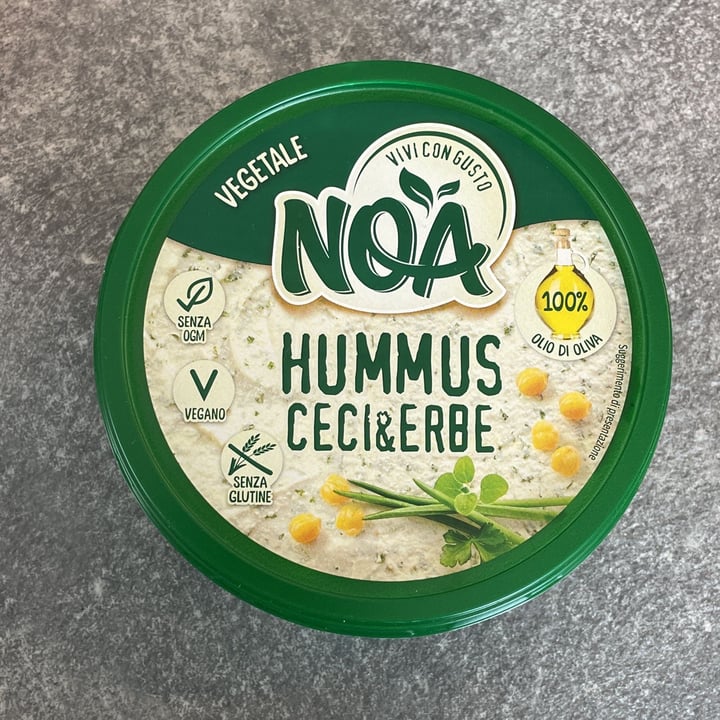 VEGETALE
VIVI CON GUSTO
NOA
SENZA
OGM
100%
OLIO DI OLIVA
HUMMUS
CECI&ERBE
V
VEGANO
SENZA
GLUTINE
Suggerimento di presentazione